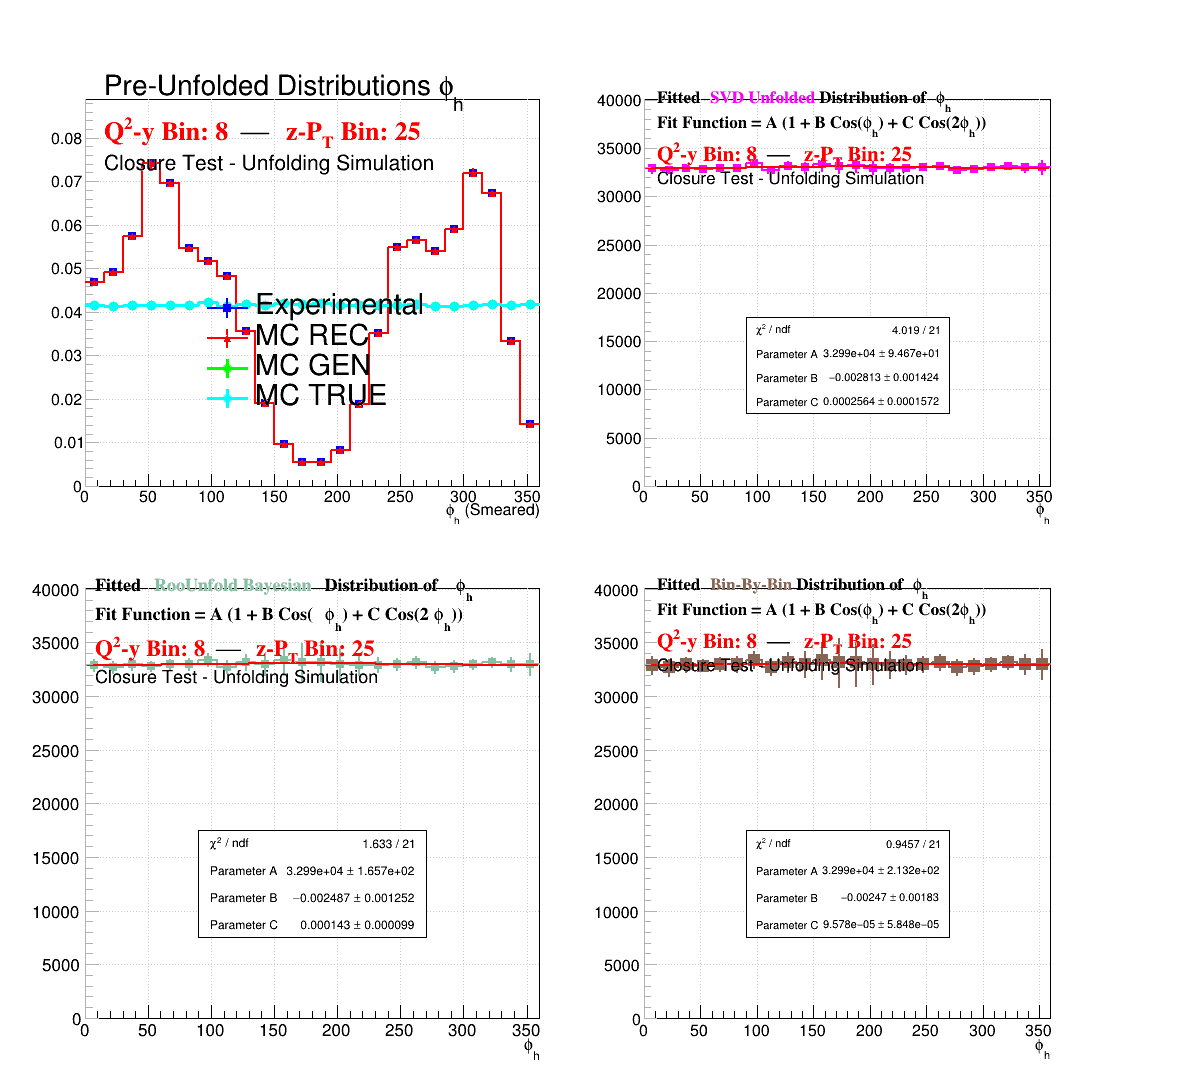 Pre-Unfolded Distributions ϕh
Q²-y Bin: 8 — z-PT Bin: 25
Closure Test - Unfolding Simulation
0.08
0.07
0.06
0.05
0.04
0.03
0.02
0.01
0
Experimental
MC REC
MC GEN
MC TRUE
0 50 100 150 200 250 300 350
ϕh (Smeared)
Fitted SVD Unfolded Distribution of ϕh
Fit Function = A (1 + B Cos(ϕh) + C Cos(2ϕh))
Q²-y Bin: 8 — z-PT Bin: 25
Closure Test - Unfolding Simulation
40000
35000
30000
25000
20000
15000
10000
5000
0
χ² / ndf 4.019 / 21
Parameter A 3.299e+04 ± 9.467e+01
Parameter B −0.002813 ± 0.001424
Parameter C 0.0002564 ± 0.0001572
0 50 100 150 200 250 300 350
ϕh
Fitted RooUnfold Bayesian Distribution of ϕh
Fit Function = A (1 + B Cos( ϕh) + C Cos(2 ϕh))
Q²-y Bin: 8 — z-PT Bin: 25
Closure Test - Unfolding Simulation
40000
35000
30000
25000
20000
15000
10000
5000
0
χ² / ndf 1.633 / 21
Parameter A 3.299e+04 ± 1.657e+02
Parameter B −0.002487 ± 0.001252
Parameter C 0.000143 ± 0.000099
0 50 100 150 200 250 300 350
ϕh
Fitted Bin-By-Bin Distribution of ϕh
Fit Function = A (1 + B Cos(ϕh) + C Cos(2ϕh))
Q²-y Bin: 8 — z-PT Bin: 25
Closure Test - Unfolding Simulation
40000
35000
30000
25000
20000
15000
10000
5000
0
χ² / ndf 0.9457 / 21
Parameter A 3.299e+04 ± 2.132e+02
Parameter B −0.00247 ± 0.00183
Parameter C 9.578e−05 ± 5.848e−05
0 50 100 150 200 250 300 350
ϕh